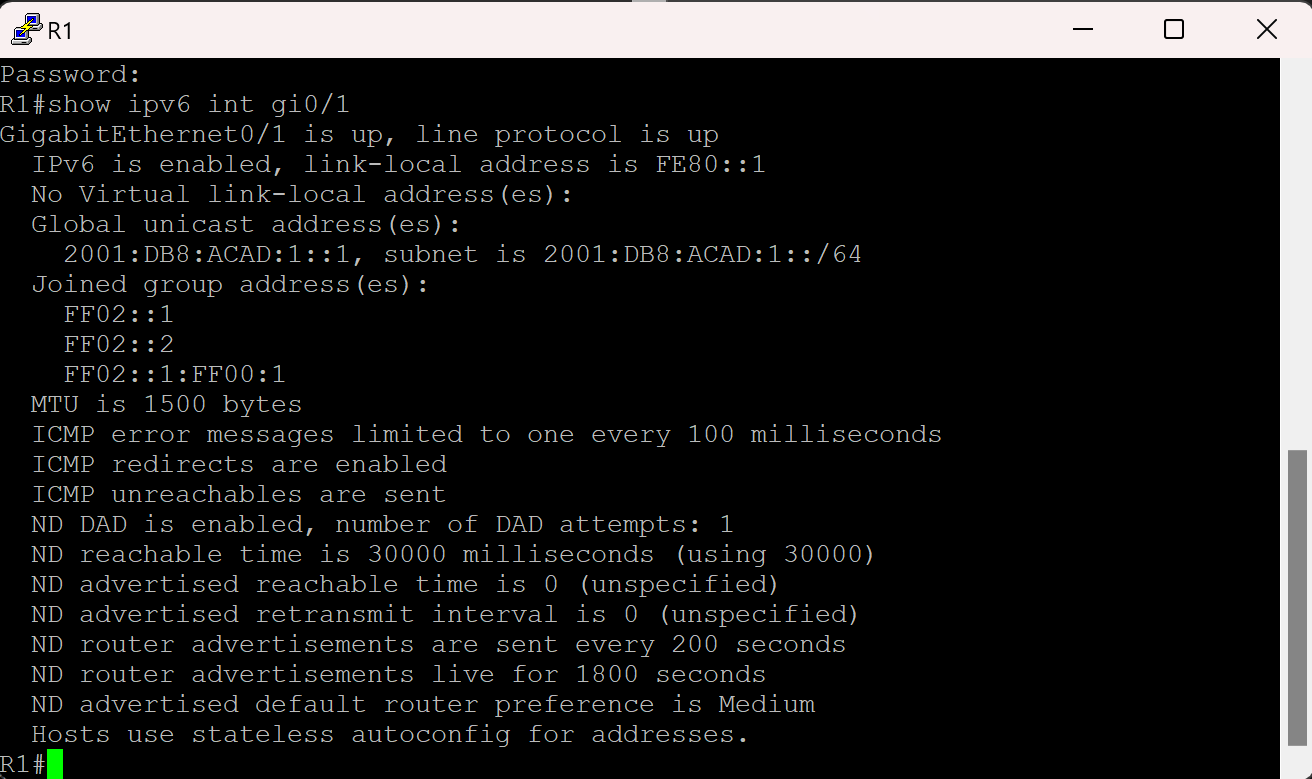 R1
Password:
R1#show ipv6 int gi0/1
GigabitEthernet0/1 is up, line protocol is up
  IPv6 is enabled, link-local address is FE80::1
  No Virtual link-local address(es):
  Global unicast address(es):
    2001:DB8:ACAD:1::1, subnet is 2001:DB8:ACAD:1::/64
  Joined group address(es):
    FF02::1
    FF02::2
    FF02::1:FF00:1
  MTU is 1500 bytes
  ICMP error messages limited to one every 100 milliseconds
  ICMP redirects are enabled
  ICMP unreachables are sent
  ND DAD is enabled, number of DAD attempts: 1
  ND reachable time is 30000 milliseconds (using 30000)
  ND advertised reachable time is 0 (unspecified)
  ND advertised retransmit interval is 0 (unspecified)
  ND router advertisements are sent every 200 seconds
  ND router advertisements live for 1800 seconds
  ND advertised default router preference is Medium
  Hosts use stateless autoconfig for addresses.
R1#